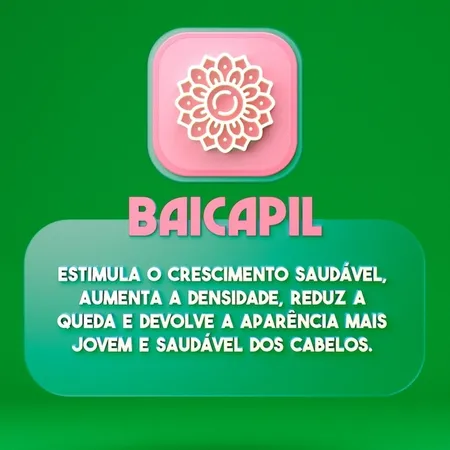 BAICAPIL
ESTIMULA O CRESCIMENTO SAUDÁVEL,
AUMENTA A DENSIDADE, REDUZ A
QUEDA E DEVOLVE A APARÊNCIA MAIS
JOVEM E SAUDÁVEL DOS CABELOS.